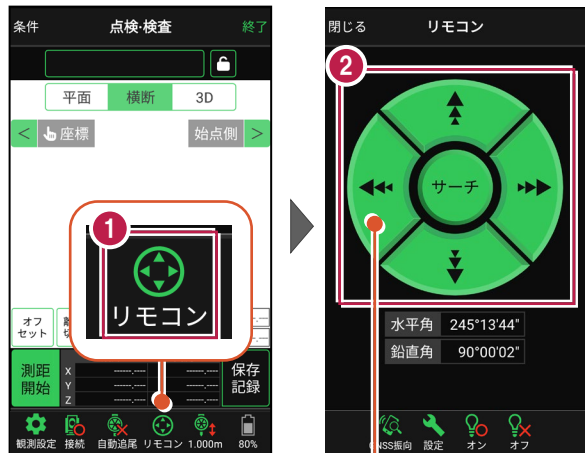 条件 点検・検査 終了
平面 横断 3D
< 座標 始点側 >
1
リモコン
オフ
セット
測距
開始
X -----.---- -----.----
Y -----.---- -----.----
Z -----.---- -----.----
保存
記録
観測設定 接続 自動追尾 リモコン 1.000m 80%
閉じる リモコン
2
サーチ
水平角 245°13'44"
鉛直角 90°00'02"
NSS振向 設定 オン オフ